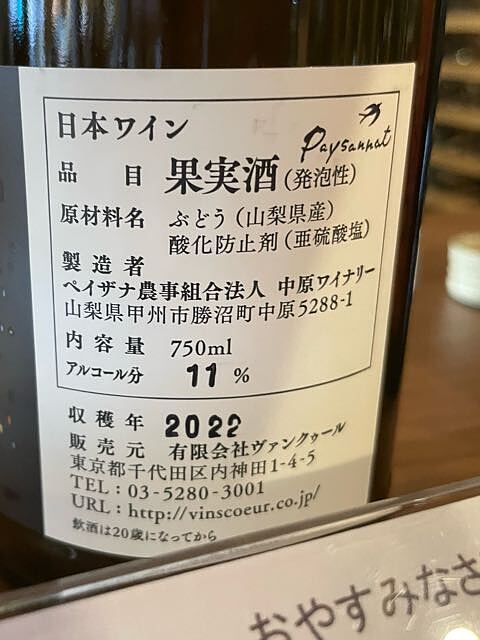 日本ワイン
Paysannat
品目 果実酒(発泡性)
原材料名 ぶどう(山梨県産)
酸化防止剤(亜硫酸塩)
製造者
ペイザナ農事組合法人 中原ワイナリー
山梨県甲州市勝沼町中原5288-1
内容量 750ml
アルコール分 11 %
収穫年 2022
販売元 有限会社ヴァンクゥール
東京都千代田区内神田1-4-5
TEL : 03-5280-3001
URL : http://vinscoeur.co.jp/
飲酒は20歳になってから
おやすみなさ